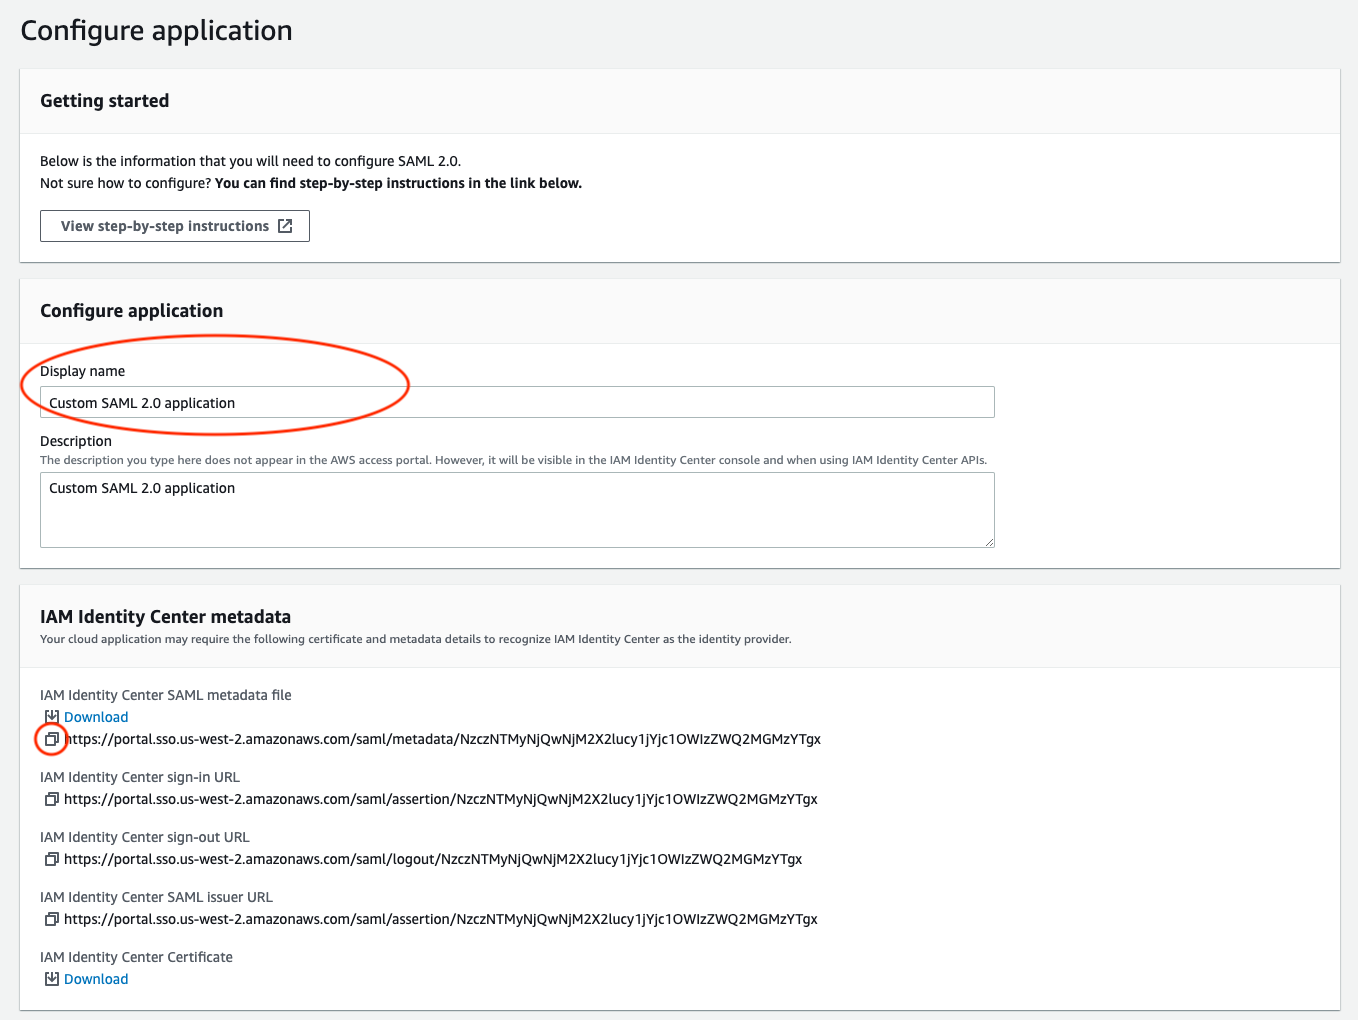 Configure application
Getting started
Below is the information that you will need to configure SAML 2.0.
Not sure how to configure? You can find step-by-step instructions in the link below.
View step-by-step instructions
Configure application
Display name
Custom SAML 2.0 application
Description
The description you type here does not appear in the AWS access portal. However, it will be visible in the IAM Identity Center console and when using IAM Identity Center APIs.
Custom SAML 2.0 application
IAM Identity Center metadata
Your cloud application may require the following certificate and metadata details to recognize IAM Identity Center as the identity provider.
IAM Identity Center SAML metadata file
Download
https://portal.sso.us-west-2.amazonaws.com/saml/metadata/NzczNTMyNjQwNjM2X2lucy1jYjc1OWIzZWQ2MGMzYTgx
IAM Identity Center sign-in URL
https://portal.sso.us-west-2.amazonaws.com/saml/assertion/NzczNTMyNjQwNjM2X2lucy1jYjc1OWIzZWQ2MGMzYTgx
IAM Identity Center sign-out URL
https://portal.sso.us-west-2.amazonaws.com/saml/logout/NzczNTMyNjQwNjM2X2lucy1jYjc1OWIzZWQ2MGMzYTgx
IAM Identity Center SAML issuer URL
https://portal.sso.us-west-2.amazonaws.com/saml/assertion/NzczNTMyNjQwNjM2X2lucy1jYjc1OWIzZWQ2MGMzYTgx
IAM Identity Center Certificate
Download